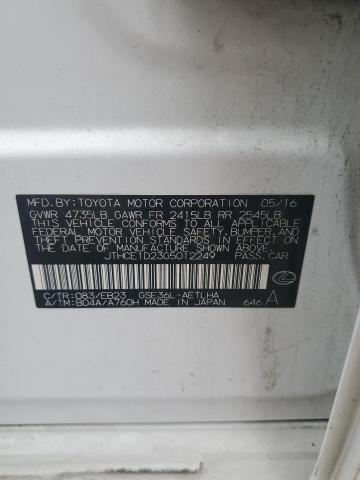 MFD.BY:TOYOTA MOTOR CORPORATION 05/16
GVWR 4735LB GAWR FR 2415LB RR 2545LB
THIS VEHICLE CONFORMS TO ALL APPLICABLE
FEDERAL MOTOR VEHICLE SAFETY,
BUMPER, AND THEFT PREVENTION STANDARDS
IN EFFECT ON THE DATE OF
MANUFACTURE SHOWN ABOVE.
JTHCE1D23G5012249 PASS.CAR
C/TR:083/EB23 GSE36L-AETLHA
A/TM:B04A/A760H MADE IN JAPAN 646 A